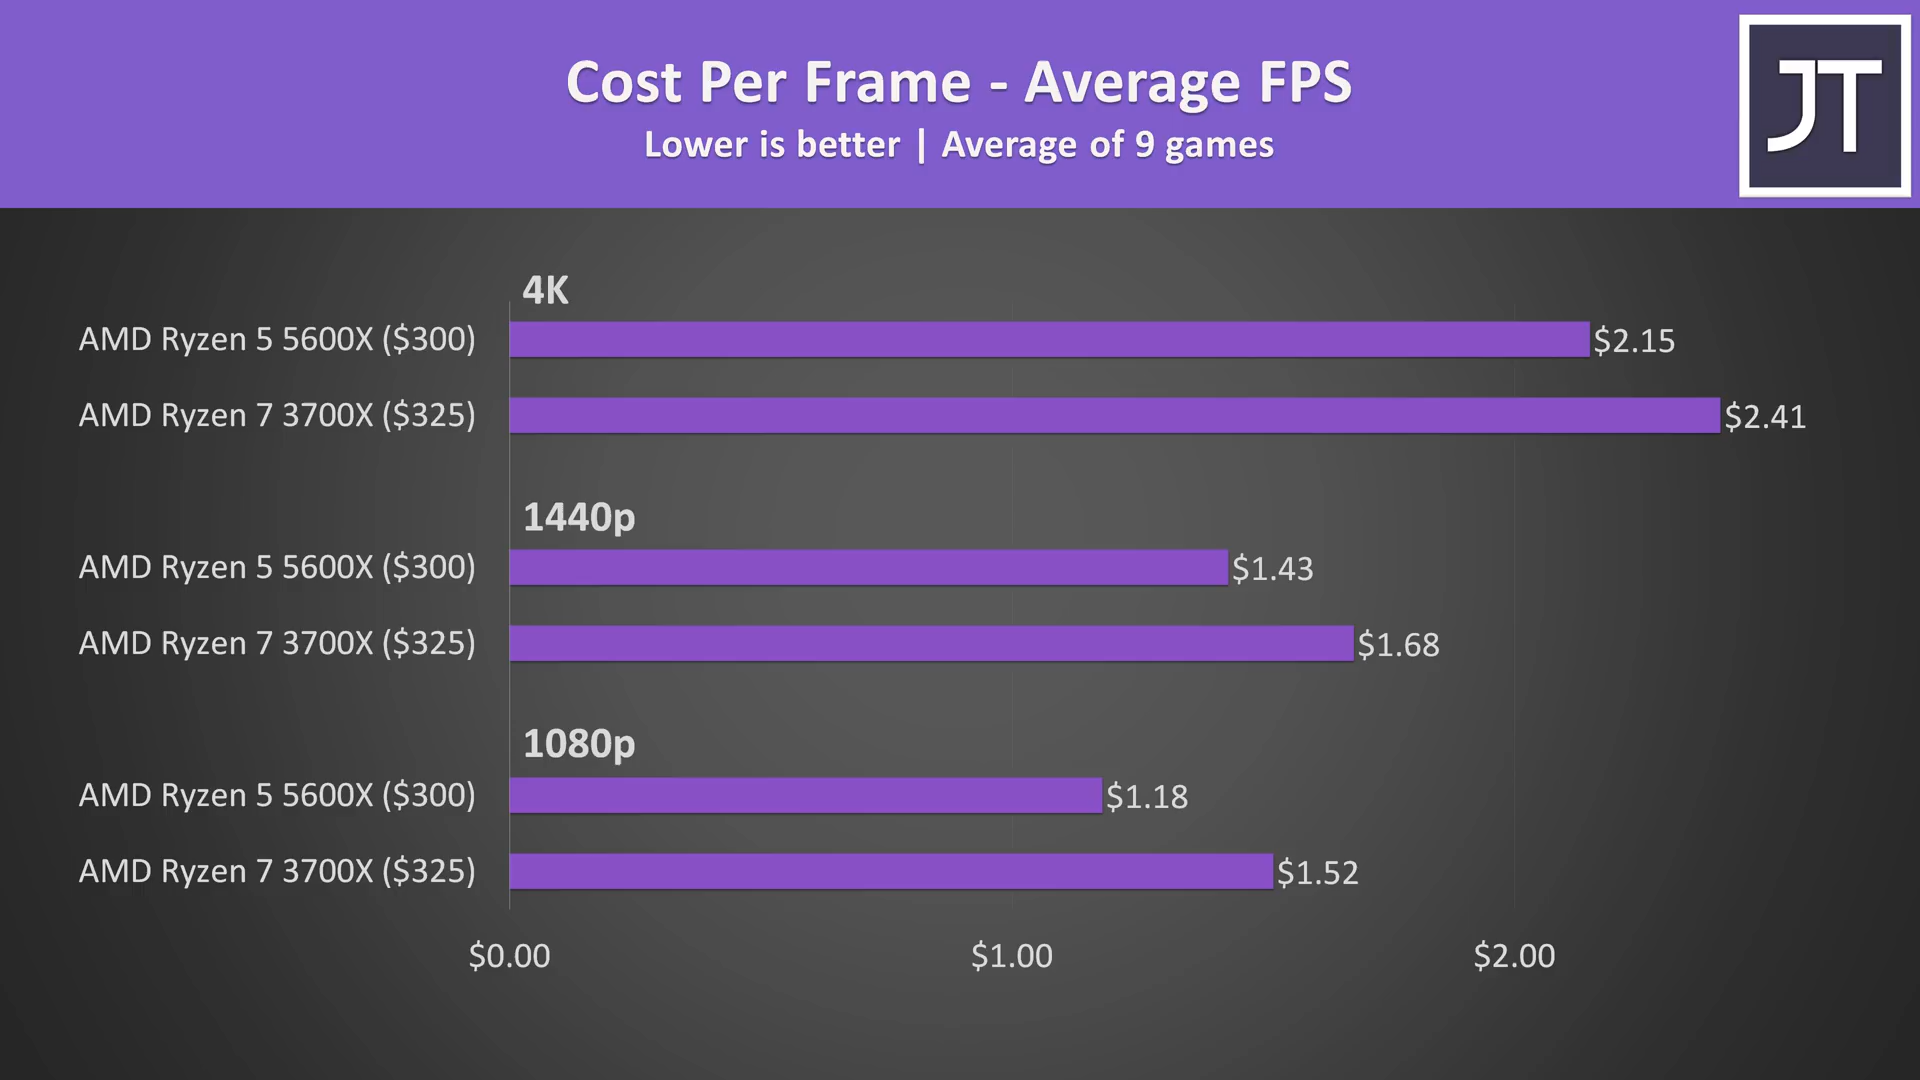 Cost Per Frame - Average FPS
Lower is better | Average of 9 games
JT
4K
AMD Ryzen 5 5600X ($300) $2.15
AMD Ryzen 7 3700X ($325) $2.41
1440p
AMD Ryzen 5 5600X ($300) $1.43
AMD Ryzen 7 3700X ($325) $1.68
1080p
AMD Ryzen 5 5600X ($300) $1.18
AMD Ryzen 7 3700X ($325) $1.52
$0.00 $1.00 $2.00